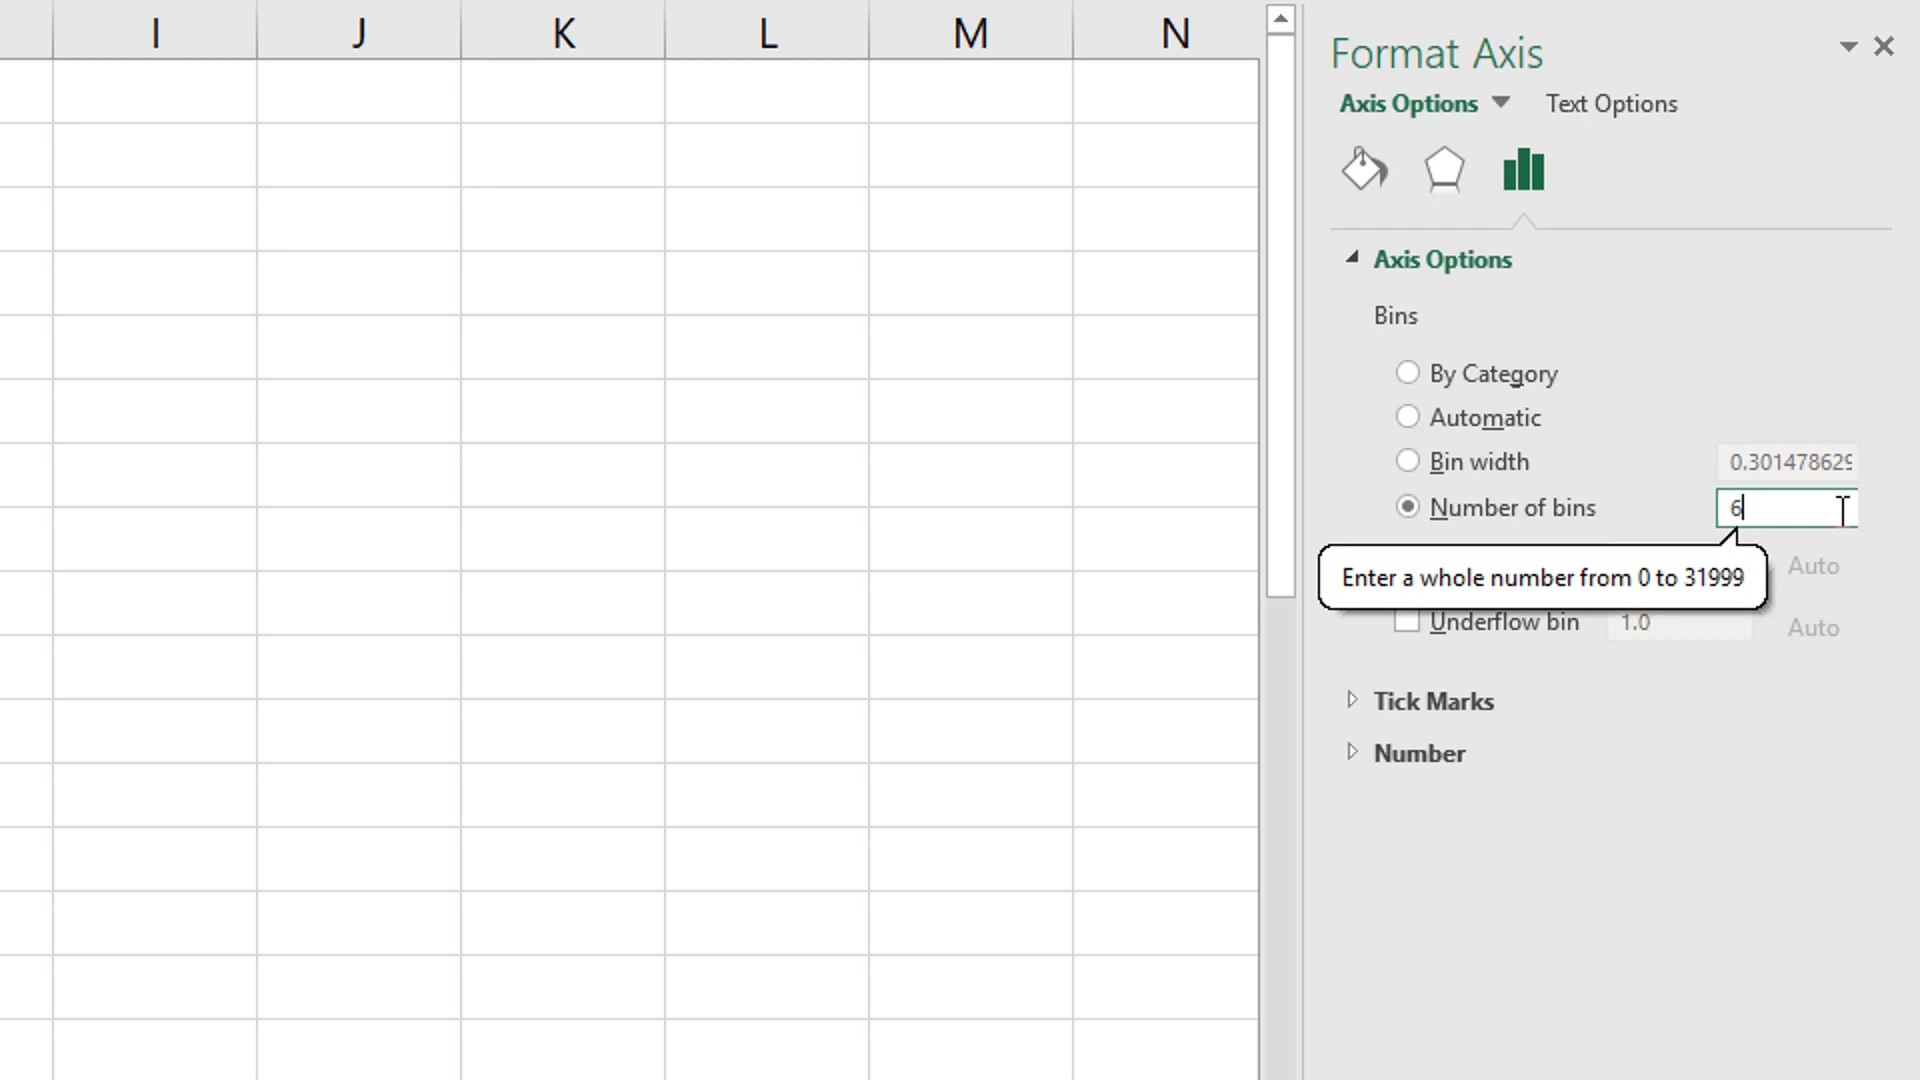 I J K L M N
Format Axis
Axis Options Text Options
Axis Options
Bins
By Category
Automatic
Bin width 0.301478629
Number of bins 6
Enter a whole number from 0 to 31999
Auto
Underflow bin 1.0 Auto
Tick Marks
Number